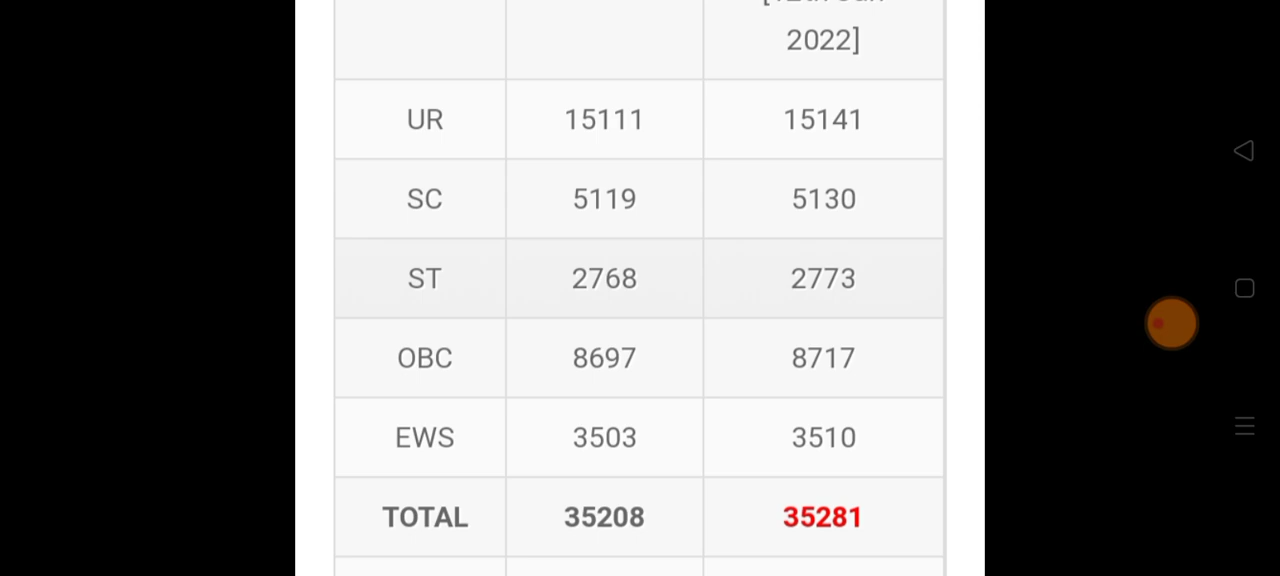 2022]
UR 15111 15141
SC 5119 5130
ST 2768 2773
OBC 8697 8717
EWS 3503 3510
TOTAL 35208 35281